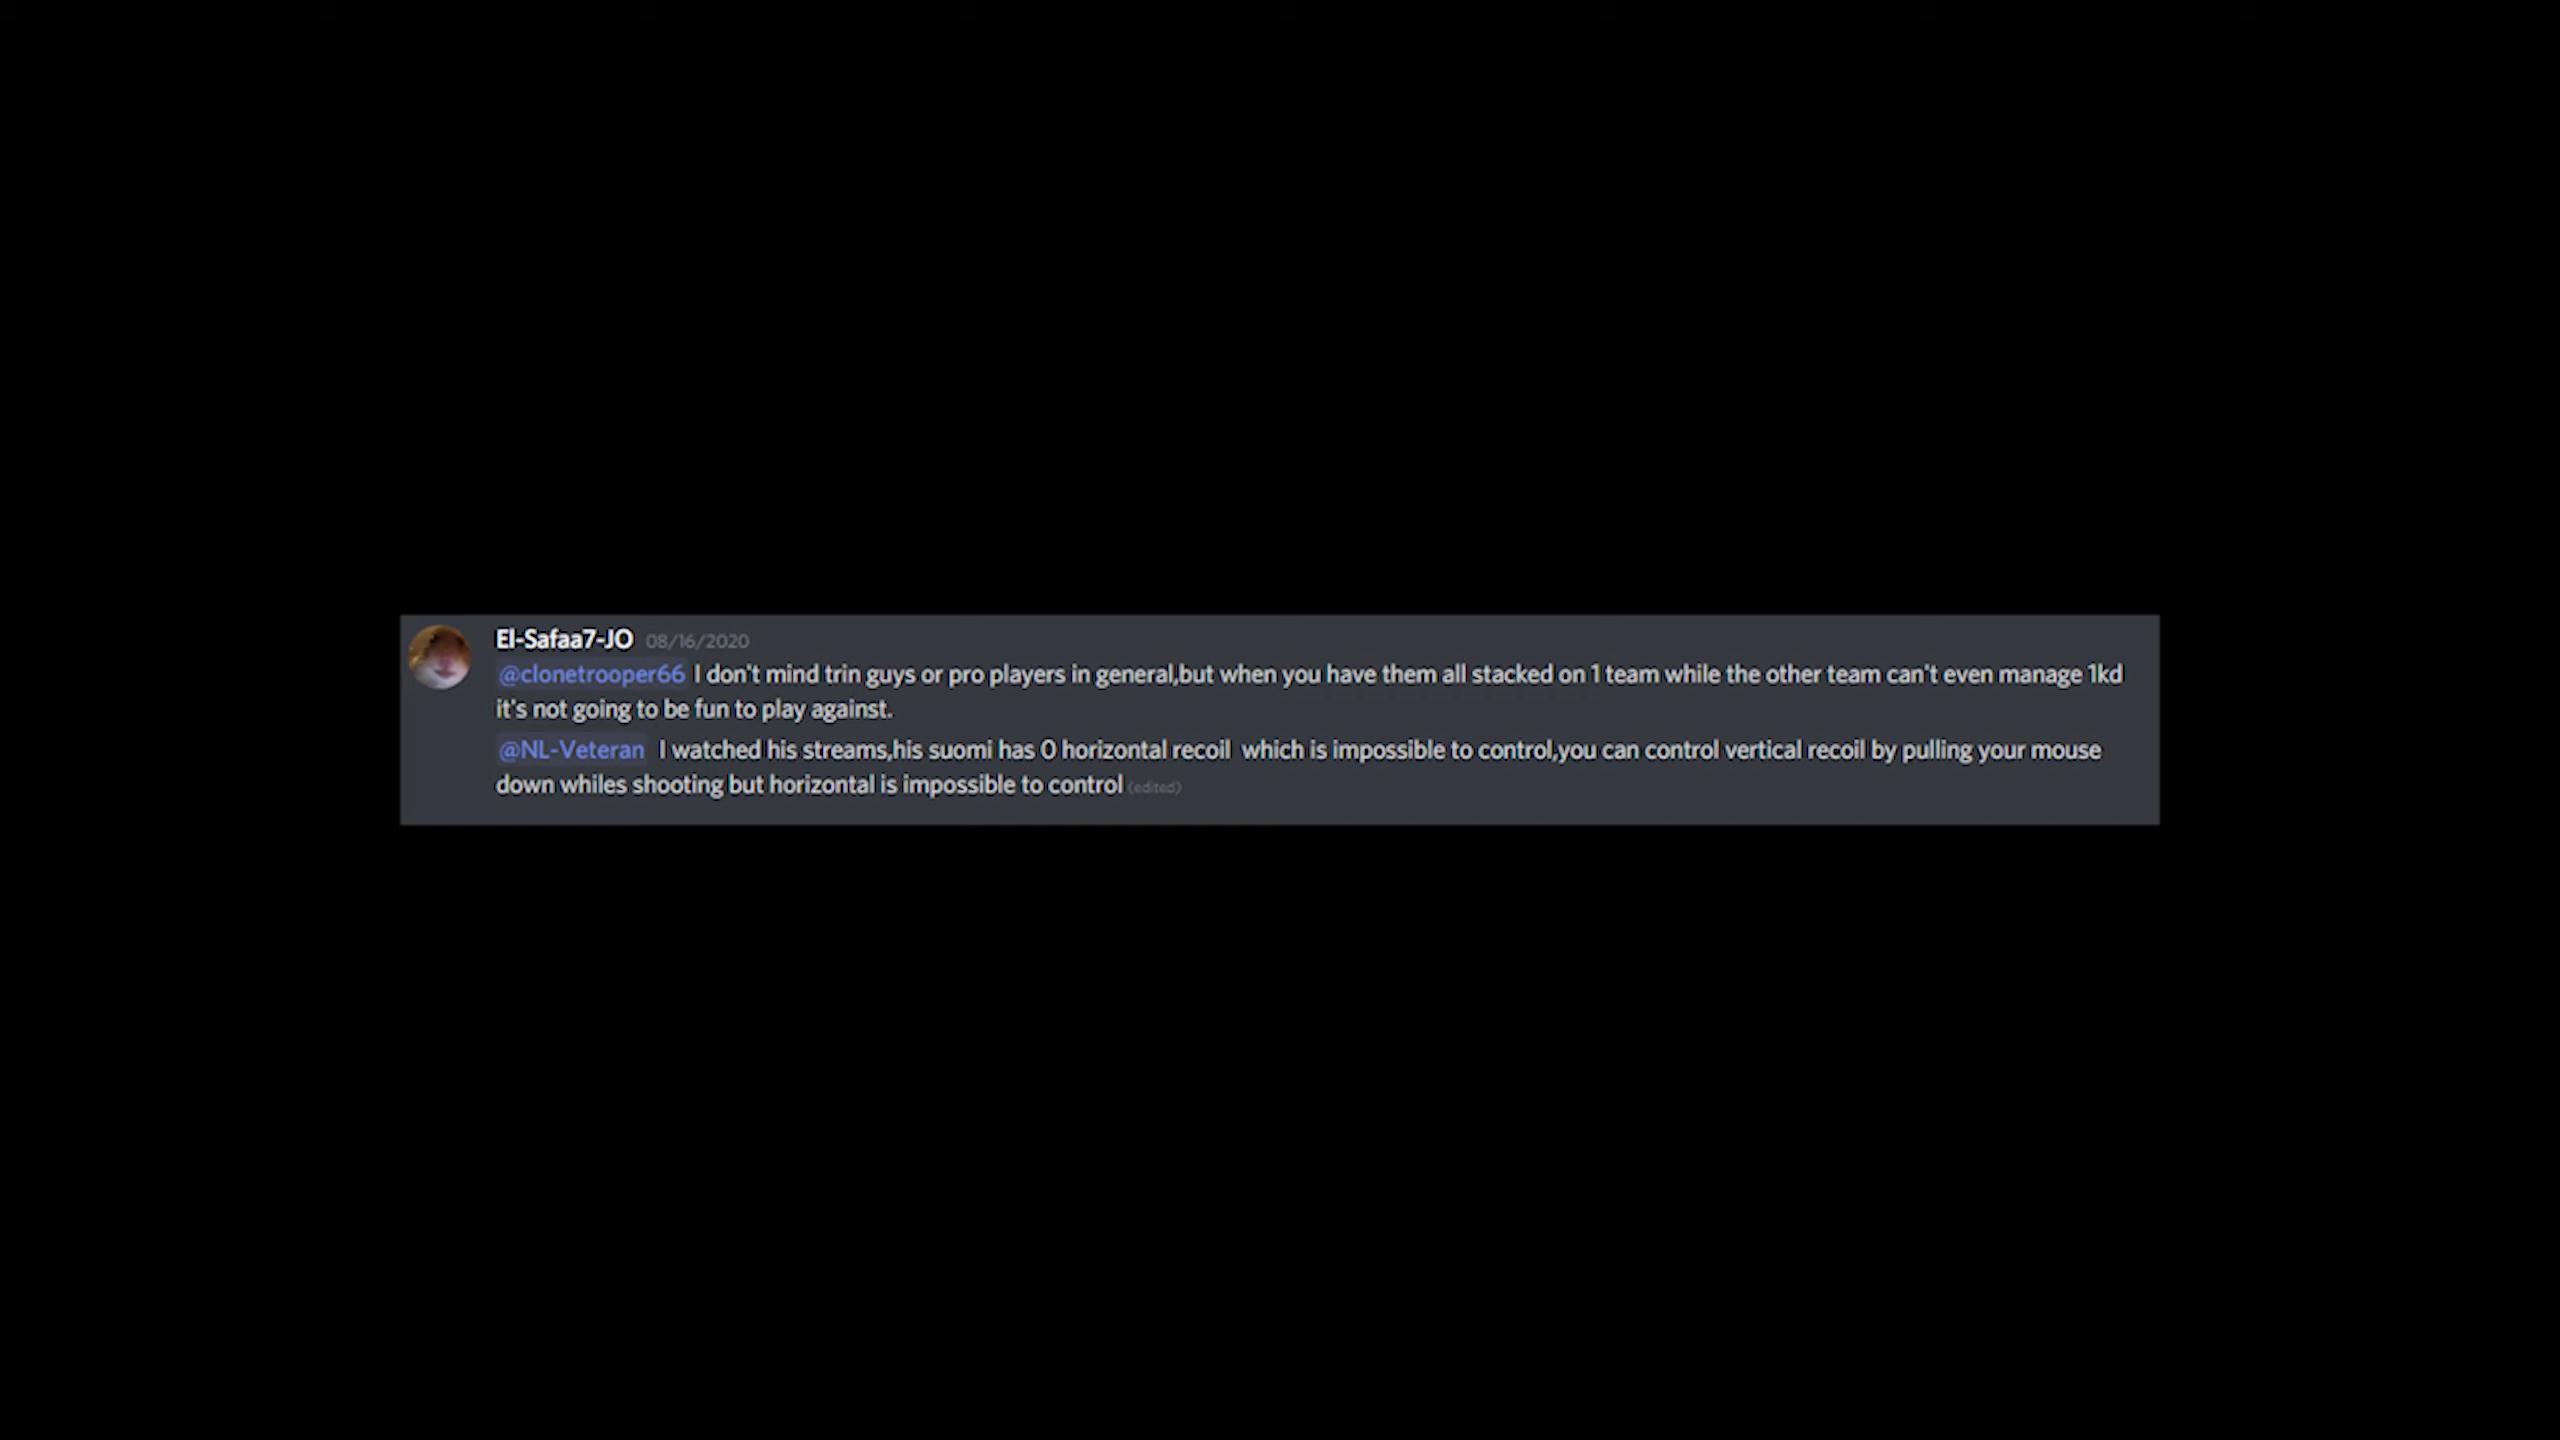 El-Safaa7-JO 08/16/2020
@clonetrooper66 I don't mind trin guys or pro players in general,but when you have them all stacked on 1 team while the other team can't even manage 1kd
it's not going to be fun to play against.
@NL-Veteran I watched his streams,his suomi has 0 horizontal recoil which is impossible to control,you can control vertical recoil by pulling your mouse
down whiles shooting but horizontal is impossible to control (edited)